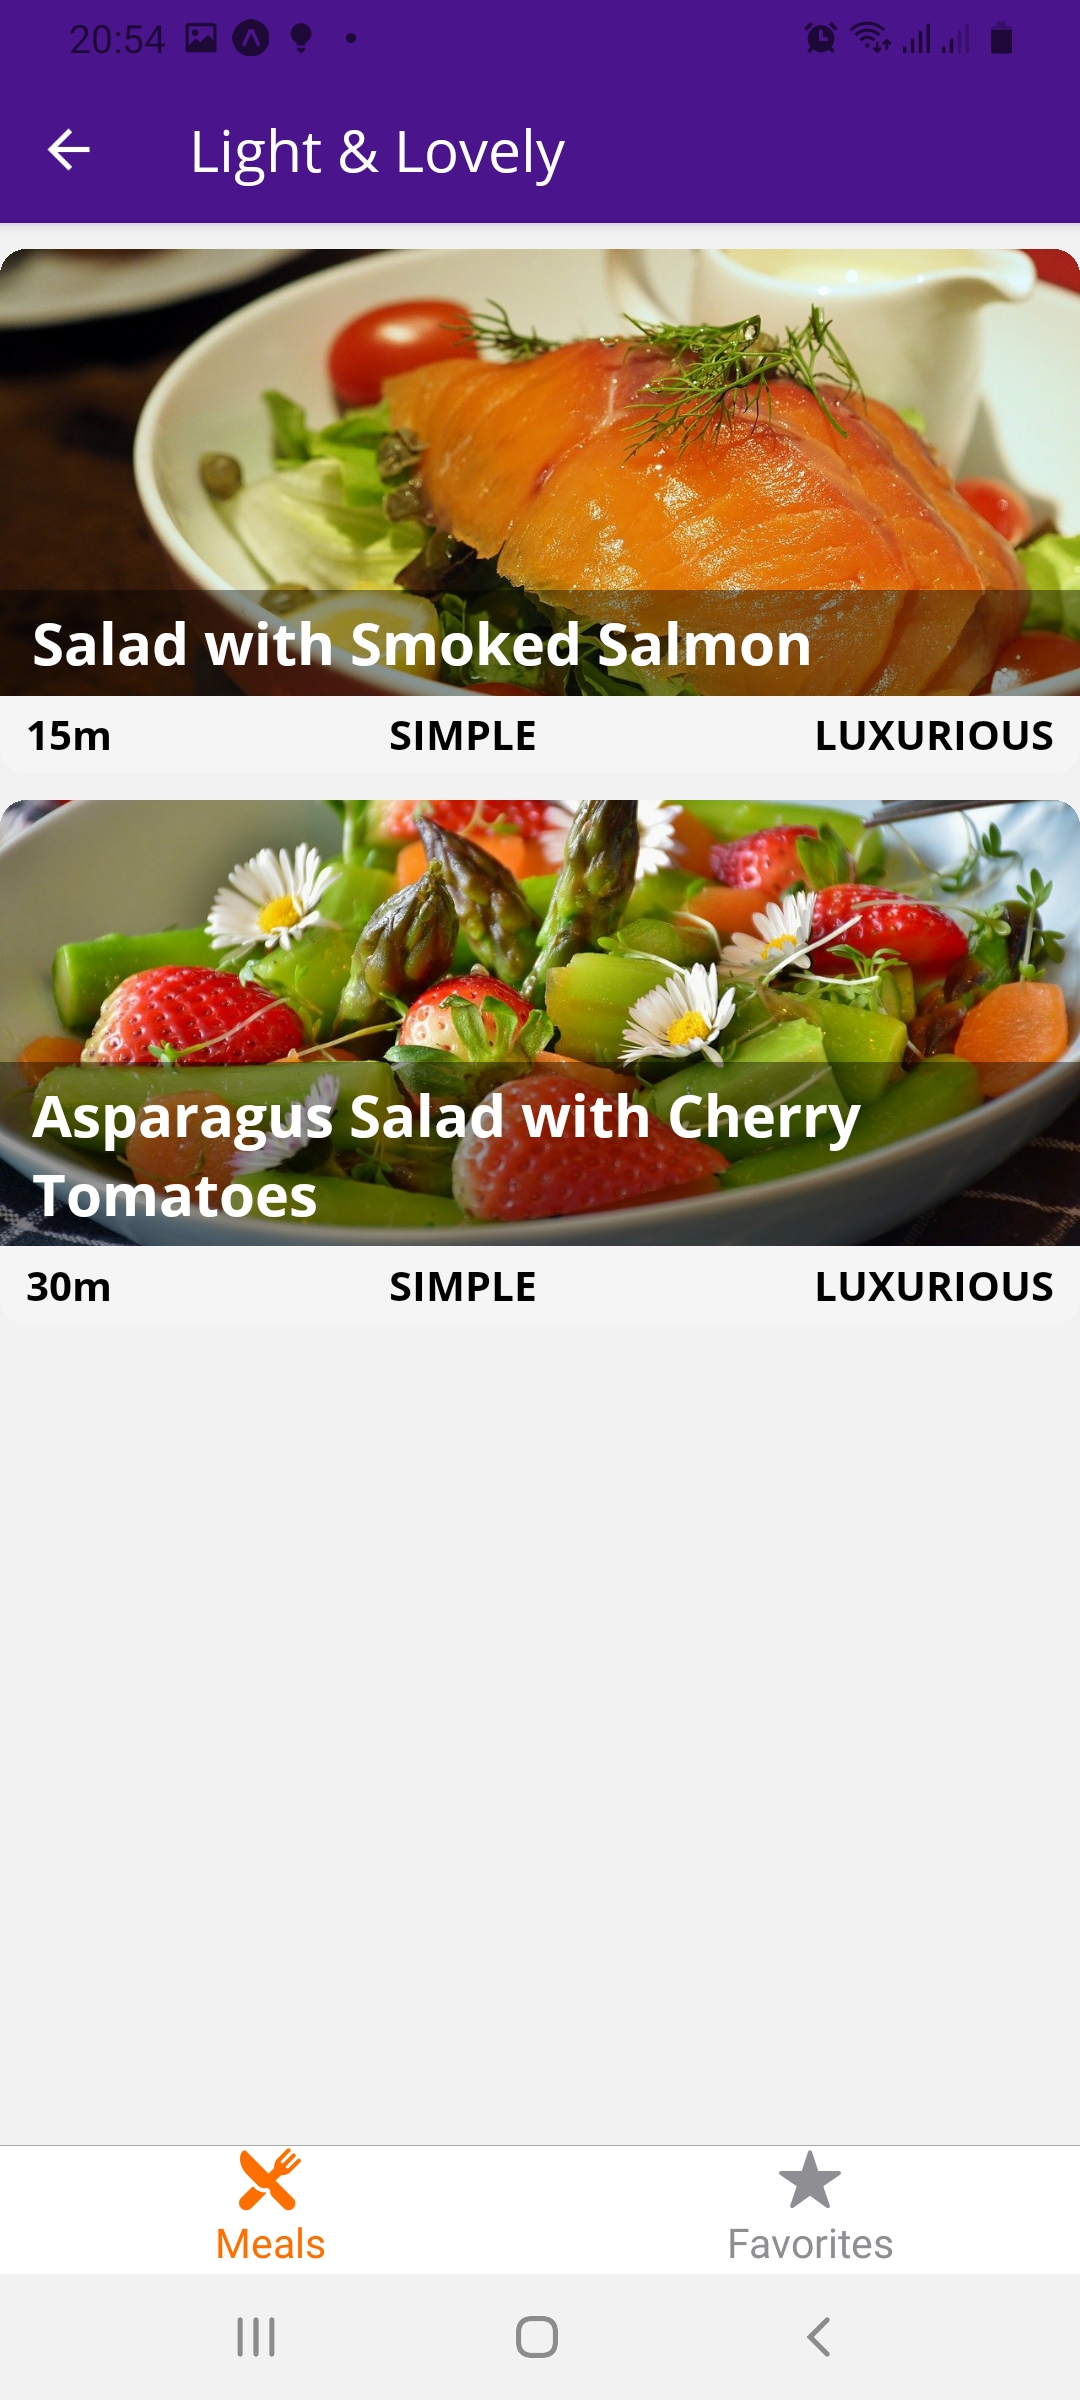 20:54
Light & Lovely
Salad with Smoked Salmon
15m SIMPLE LUXURIOUS
Asparagus Salad with Cherry
Tomatoes
30m SIMPLE LUXURIOUS
Meals Favorites